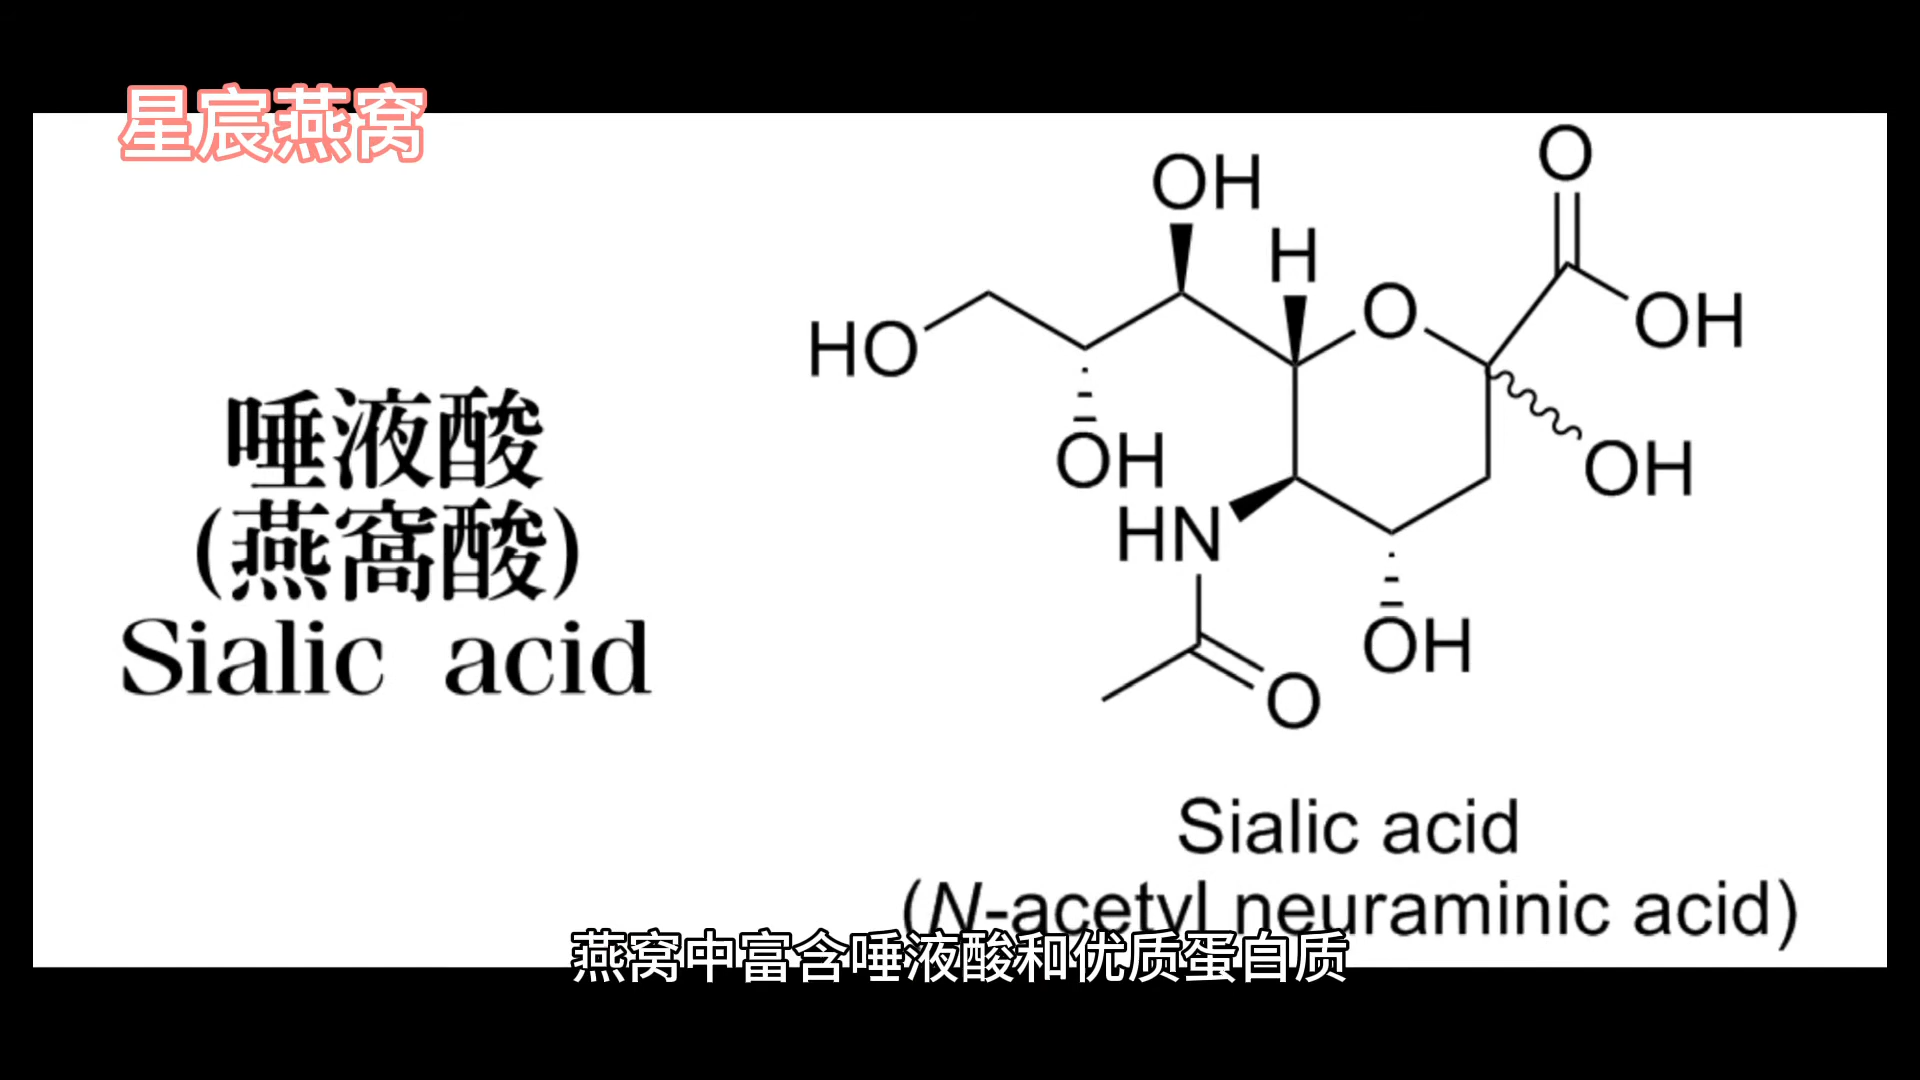 星宸燕窝
唾液酸
(燕窩酸)
Sialic acid
O
OH
H
O
OH
HO
OH
OH
HN
OH
O
Sialic acid
(N-acetyl neuraminic acid)
燕窝中富含唾液酸和优质蛋白质